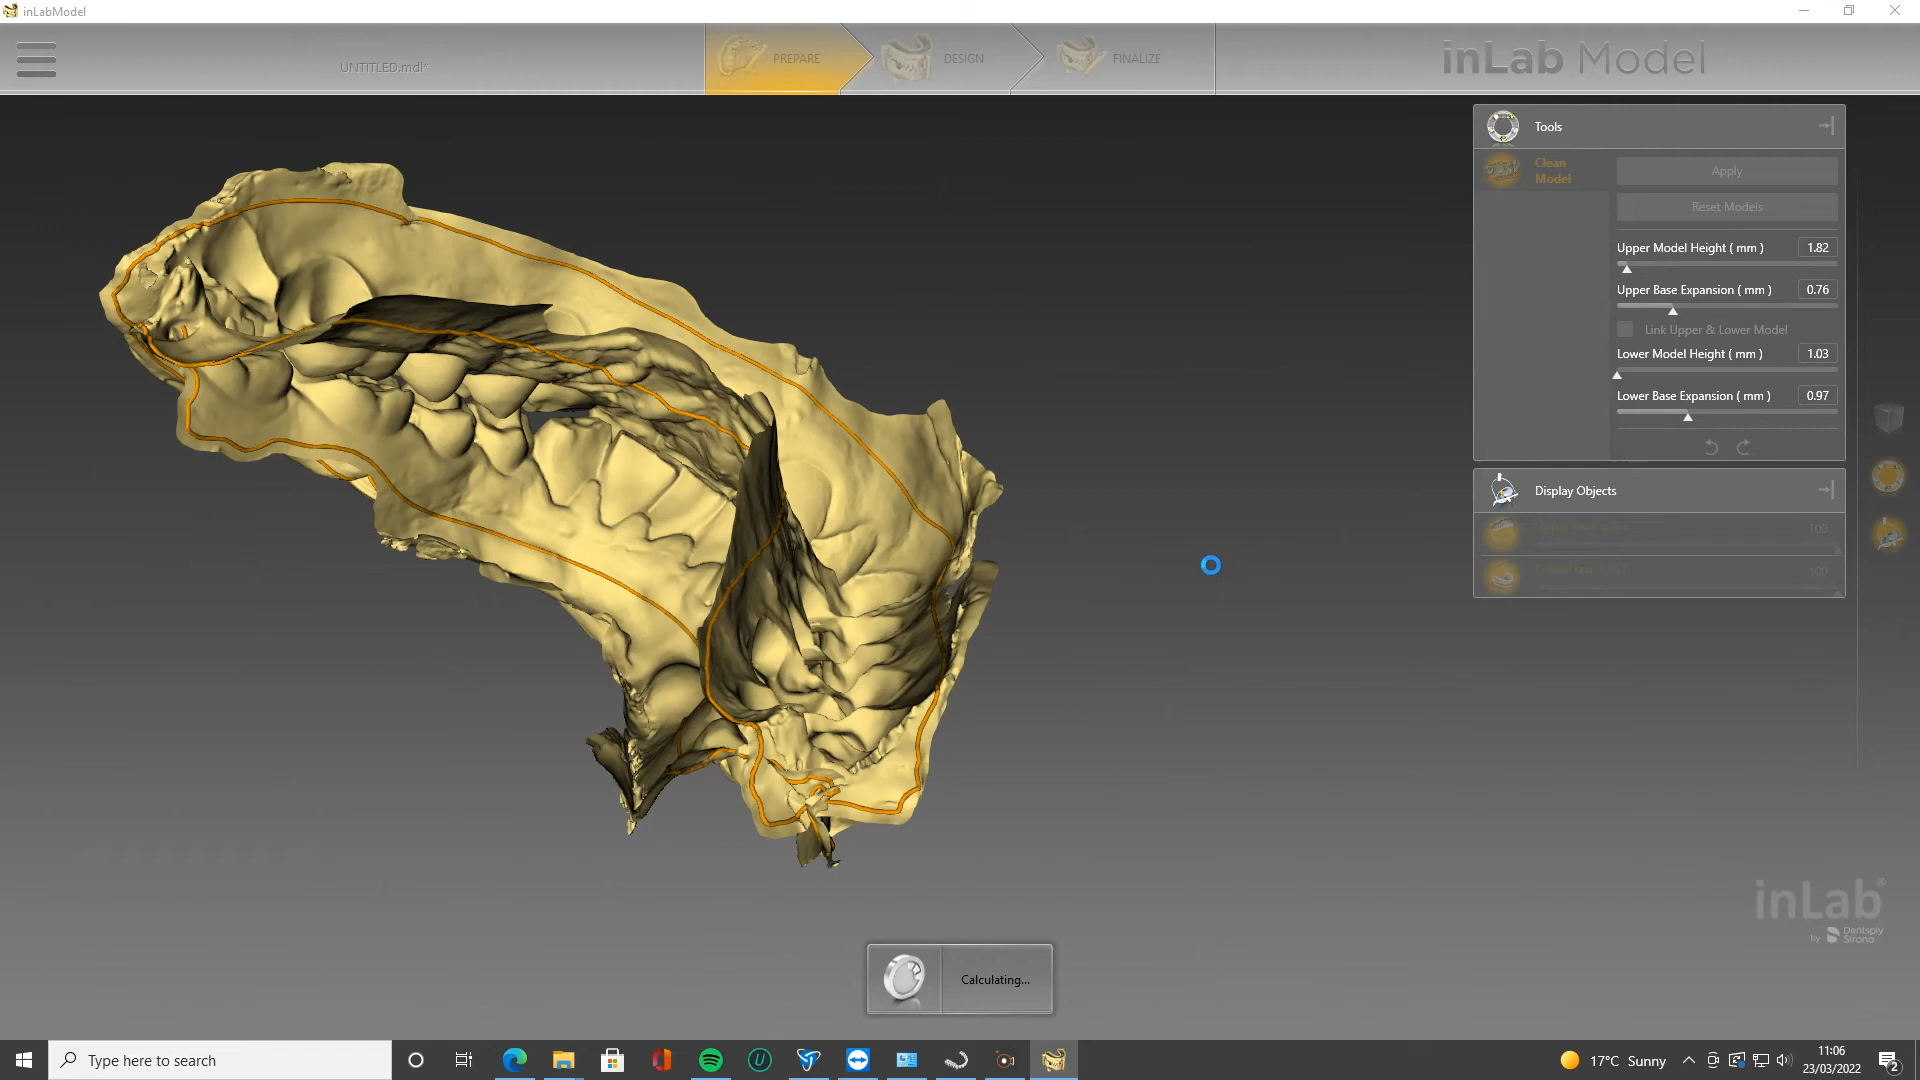 inLabModel
UNTITLED.mdl*
PREPARE
DESIGN
FINALIZE
inLab Model
Tools
Clean
Model
Apply
Reset Models
Upper Model Height ( mm ) 1.82
Upper Base Expansion ( mm ) 0.76
Link Upper & Lower Model
Lower Model Height ( mm ) 1.03
Lower Base Expansion ( mm ) 0.97
Display Objects
100
100
inLab®
by Dentsply
Sirona
Calculating...
Type here to search
17°C Sunny
11:06
23/03/2022
2